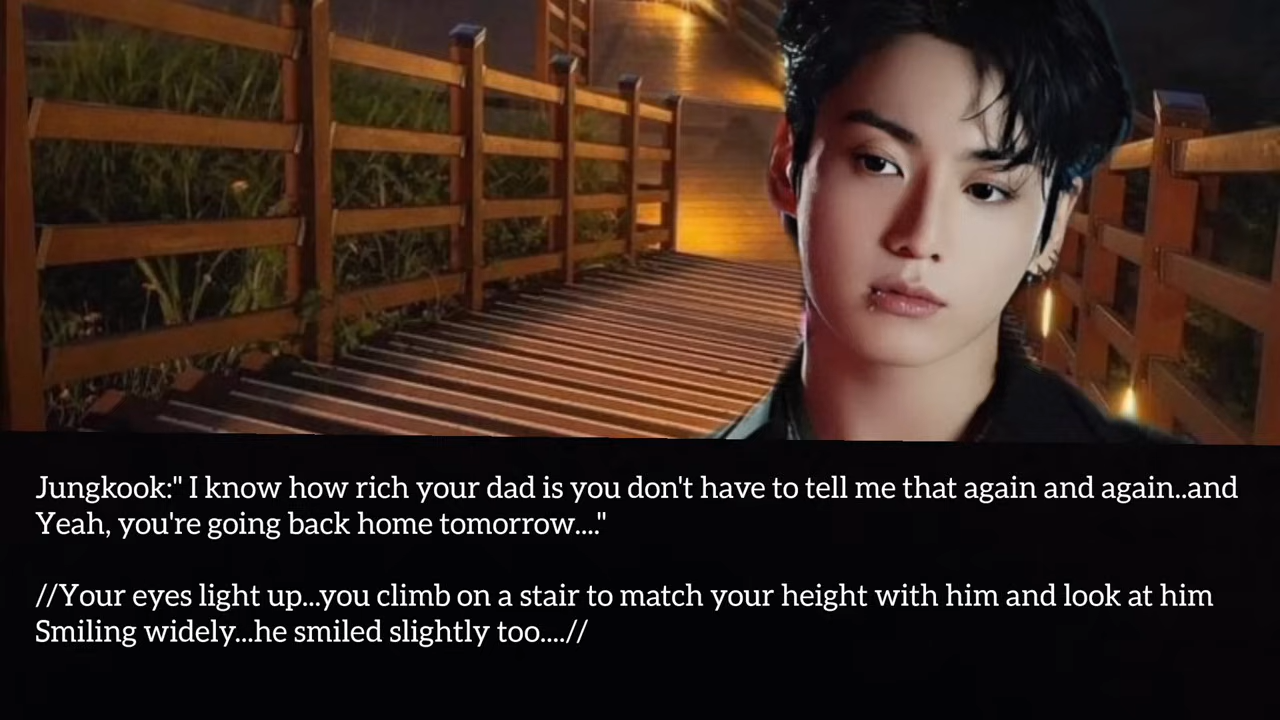 Jungkook:" I know how rich your dad is you don't have to tell me that again and again..and
Yeah, you're going back home tomorrow...."
//Your eyes light up...you climb on a stair to match your height with him and look at him
Smiling widely...he smiled slightly too....//